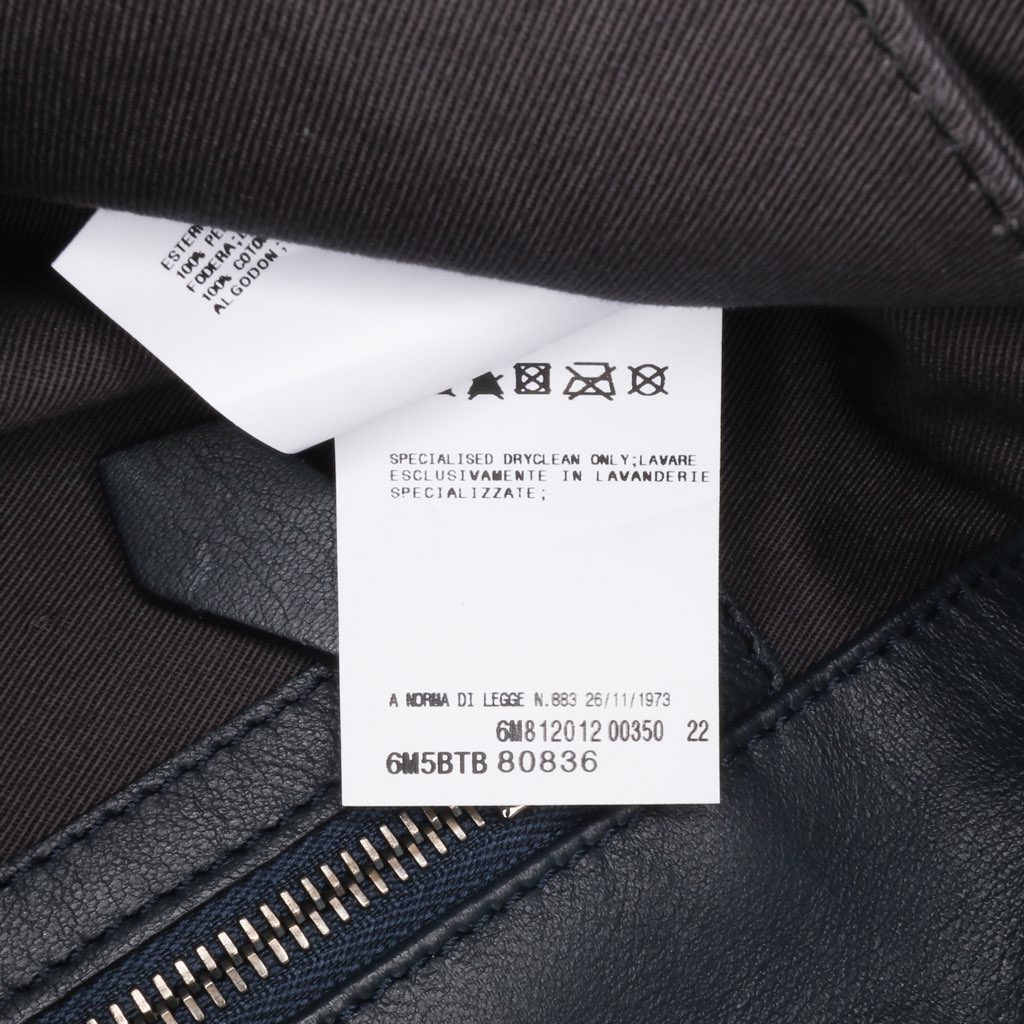 ESTERN
100% PE
FODERA;
100% COTO
ALGODON;
SPECIALISED DRYCLEAN ONLY;LAVARE
ESCLUSIVAMENTE IN LAVANDERIE
SPECIALIZZATE;
A NORMA DI LEGGE N.883 26/11/1973
6M812012 00350 22
6M5BTB 80836